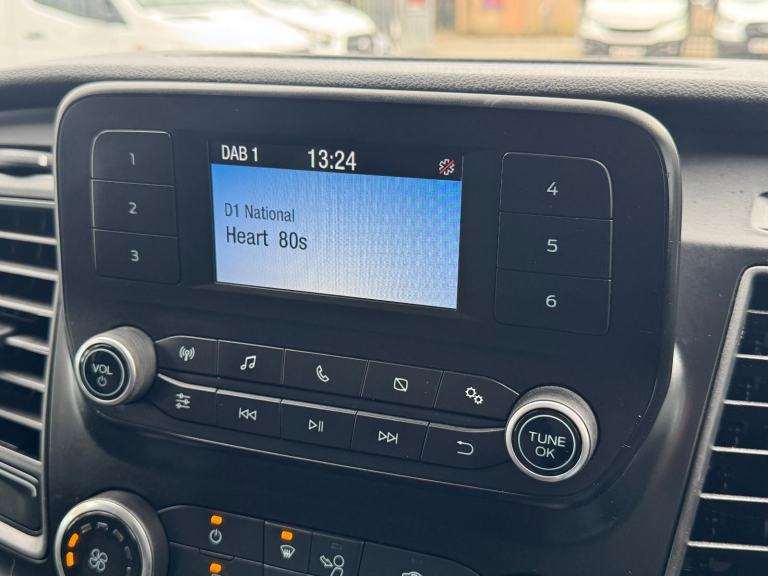 DAB 1 13:24
D1 National
Heart 80s
1
2
3
4
5
6
VOL
TUNE
OK